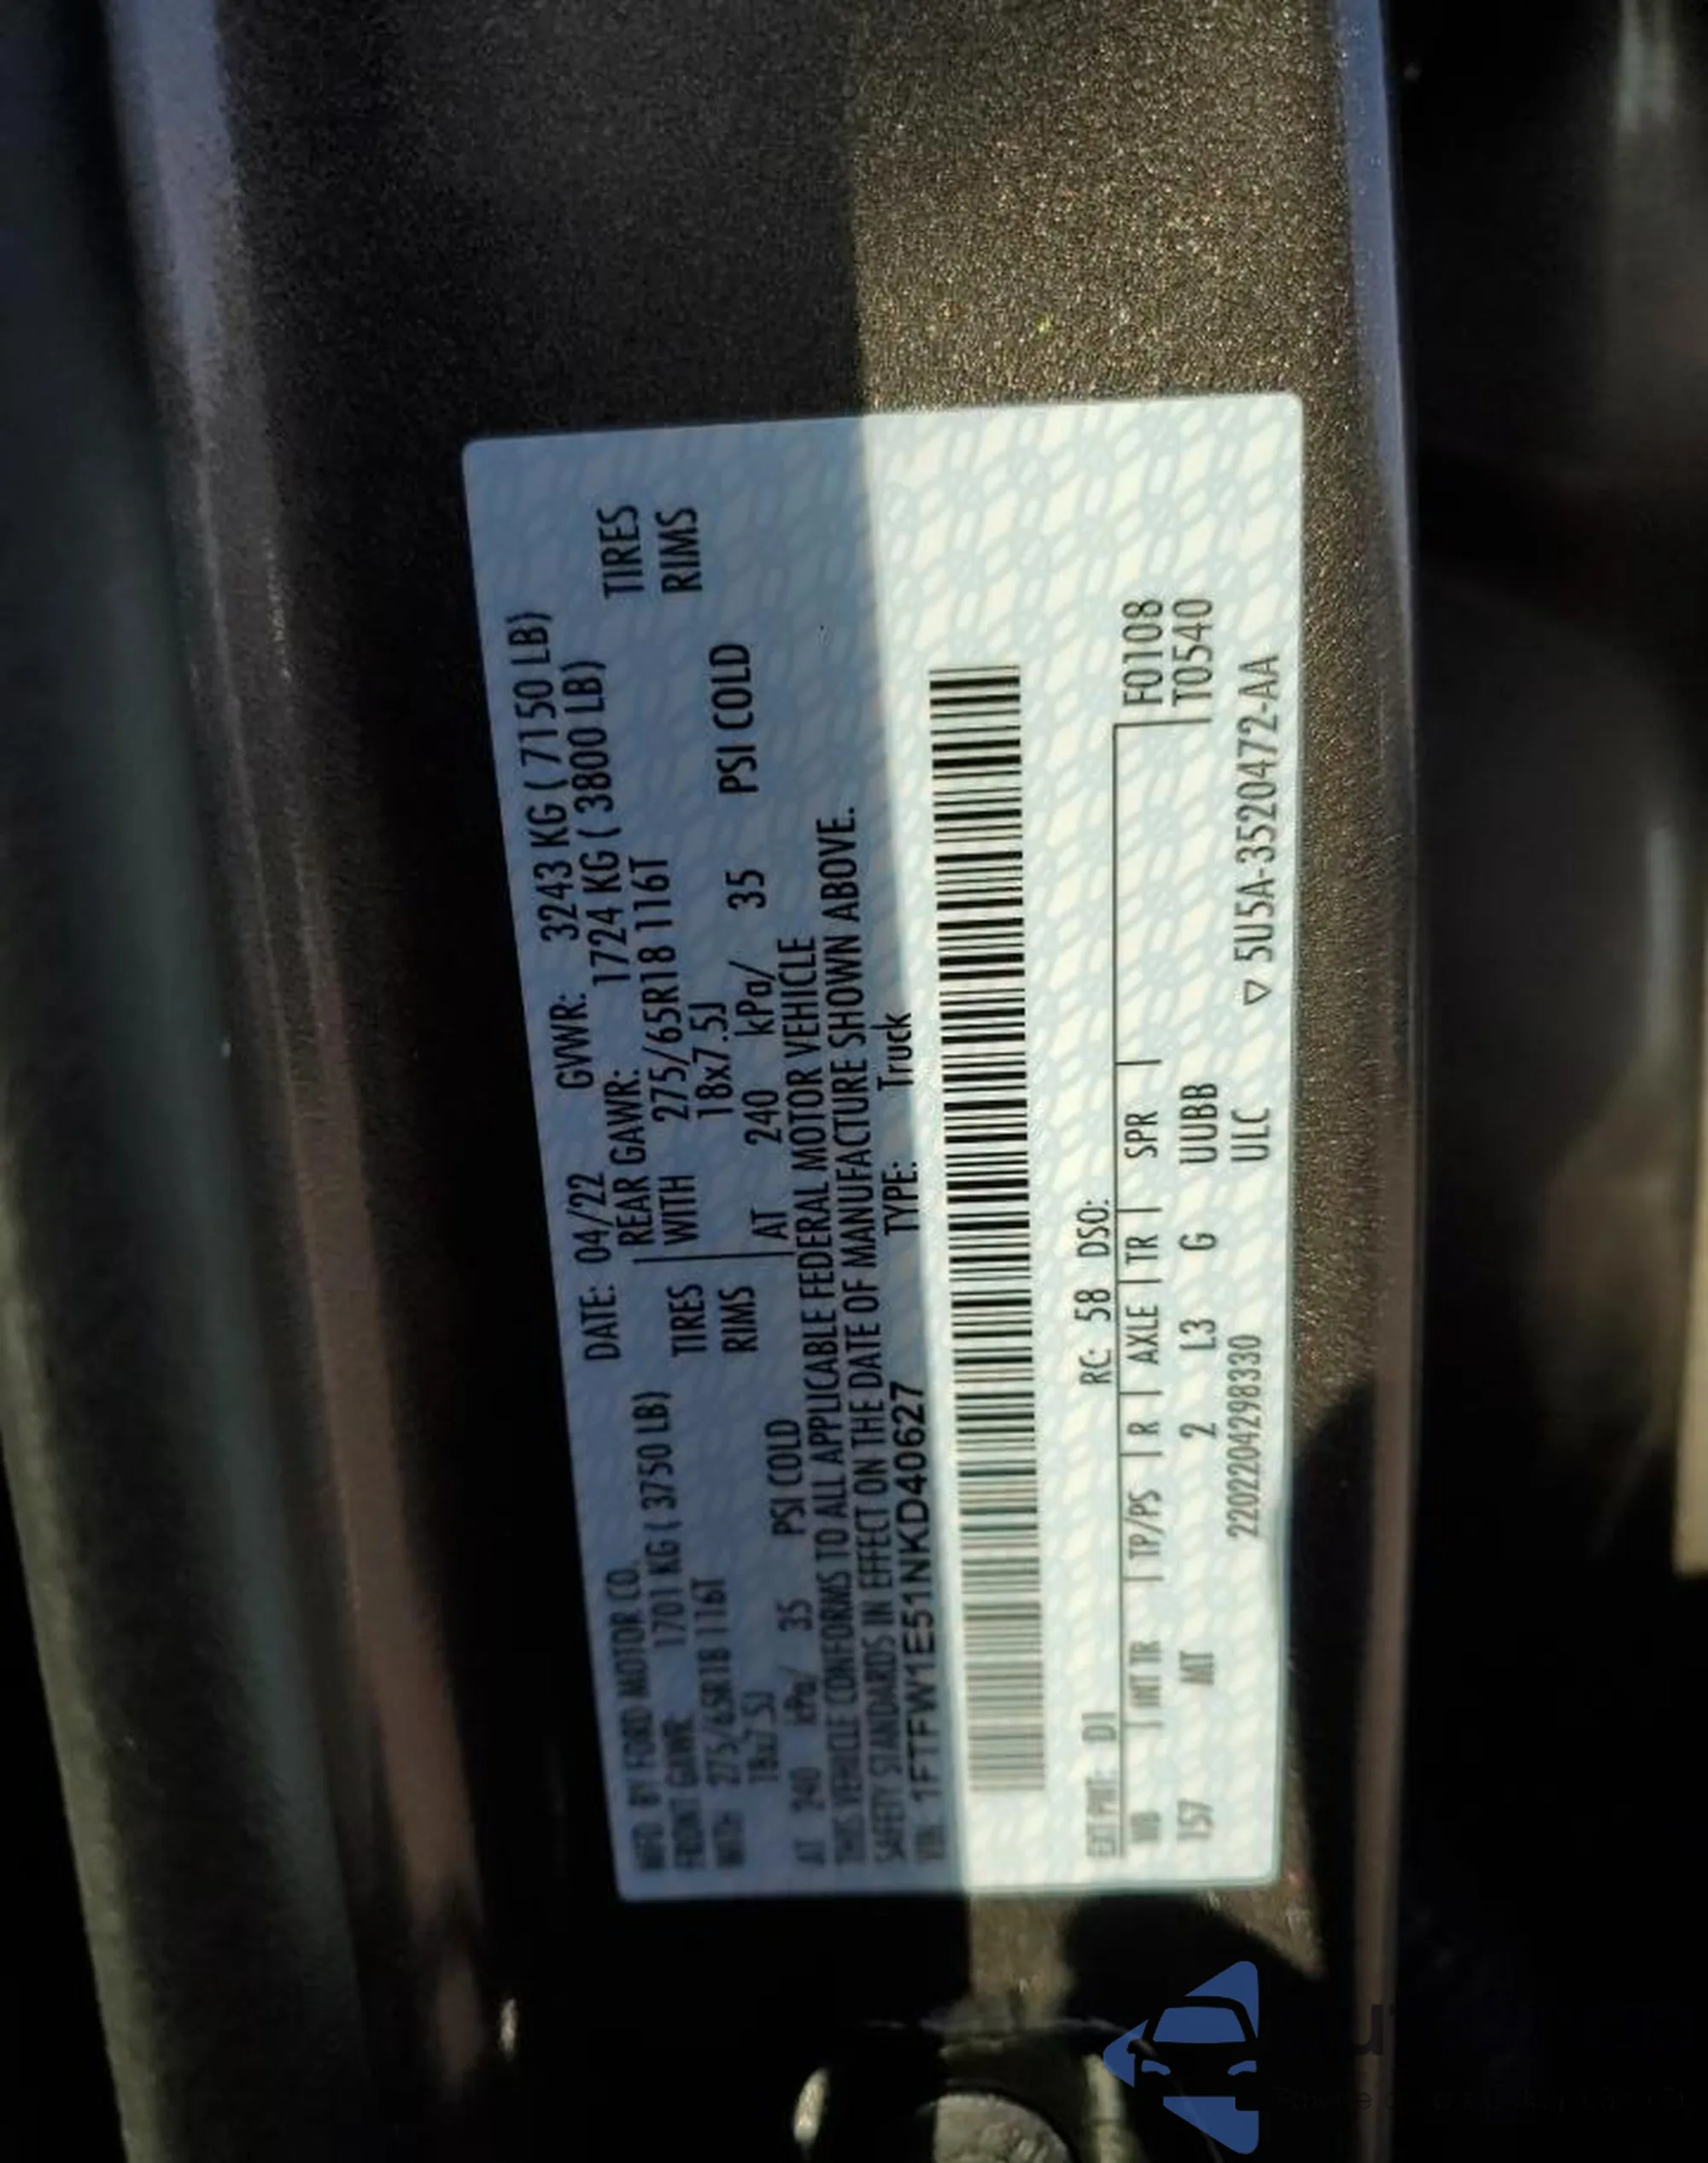 MFD. BY FORD MOTOR CO. DATE: 04/22 GVWR: 3243 KG ( 7150 LB)
FRONT GAWR: 1701 KG ( 3750 LB) REAR GAWR: 1724 KG ( 3800 LB)
WITH 275/65R18 116T TIRES WITH 275/65R18 116T TIRES
18x7.5J RIMS 18x7.5J RIMS
AT 240 kPa/ 35 PSI COLD AT 240 kPa/ 35 PSI COLD
THIS VEHICLE CONFORMS TO ALL APPLICABLE FEDERAL MOTOR VEHICLE
SAFETY STANDARDS IN EFFECT ON THE DATE OF MANUFACTURE SHOWN ABOVE.
VIN: 1FTFW1E51NKD40627 TYPE: Truck
EXT PNT: D1 RC: 58 DSO:
WB INT TR TP/PS R AXLE TR SPR F0108
157 AT 2 L3 G UUBB T0540
2202204298330 ULC ▽ 5U5A-3520472-AA